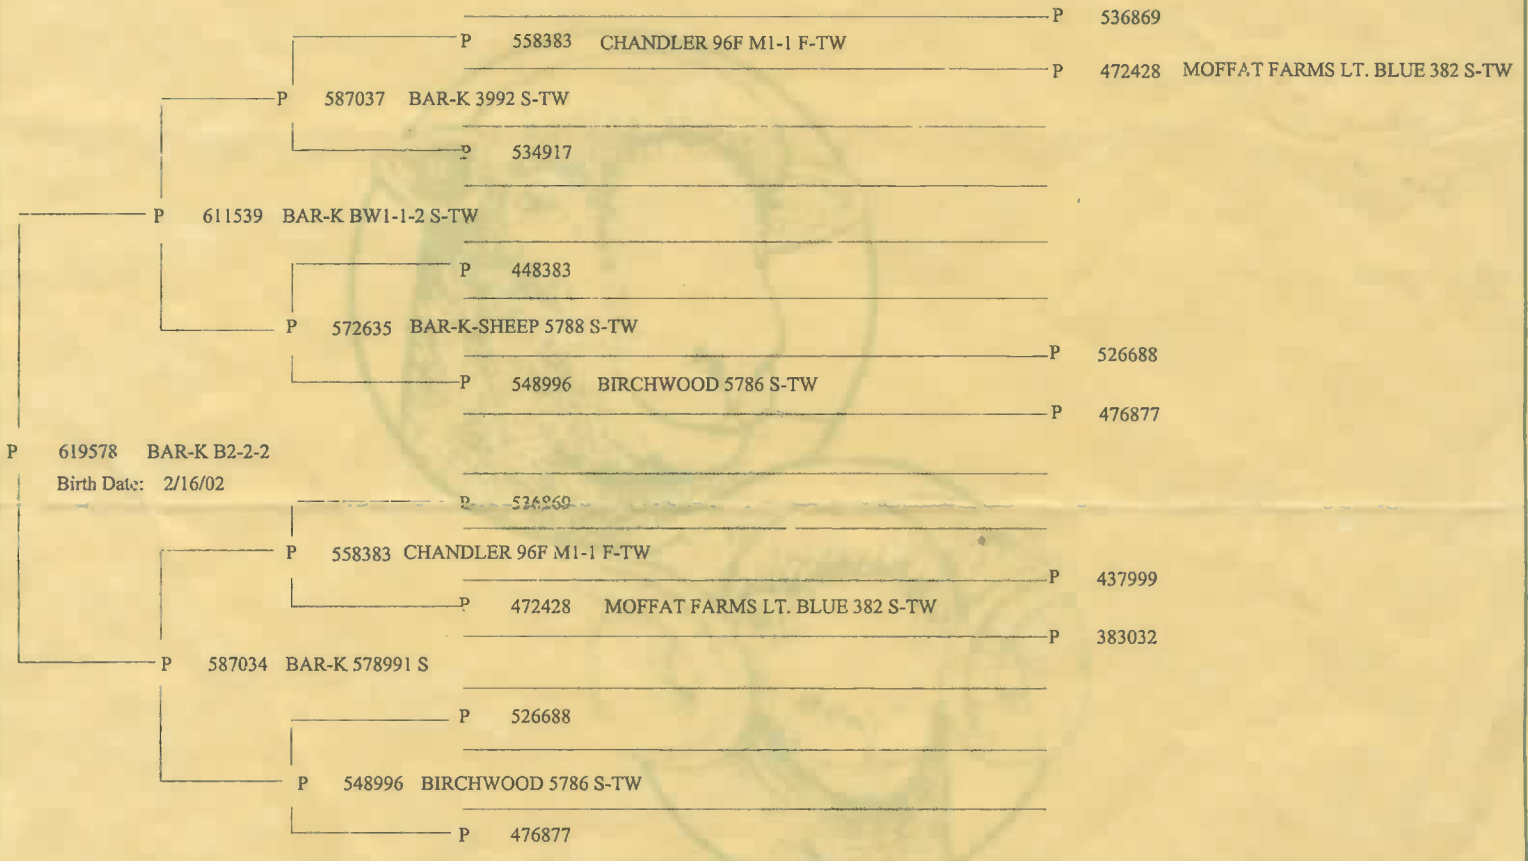 P 536869
P 558383 CHANDLER 96F M1-1 F-TW
P 472428 MOFFAT FARMS LT. BLUE 382 S-TW
P 587037 BAR-K 3992 S-TW
P 534917
P 611539 BAR-K BW1-1-2 S-TW
P 448383
P 572635 BAR-K-SHEEP 5788 S-TW
P 526688
P 548996 BIRCHWOOD 5786 S-TW
P 476877
P 619578 BAR-K B2-2-2
Birth Date: 2/16/02
P 536869
P 558383 CHANDLER 96F M1-1 F-TW
P 437999
P 472428 MOFFAT FARMS LT. BLUE 382 S-TW
P 383032
P 587034 BAR-K 578991 S
P 526688
P 548996 BIRCHWOOD 5786 S-TW
P 476877